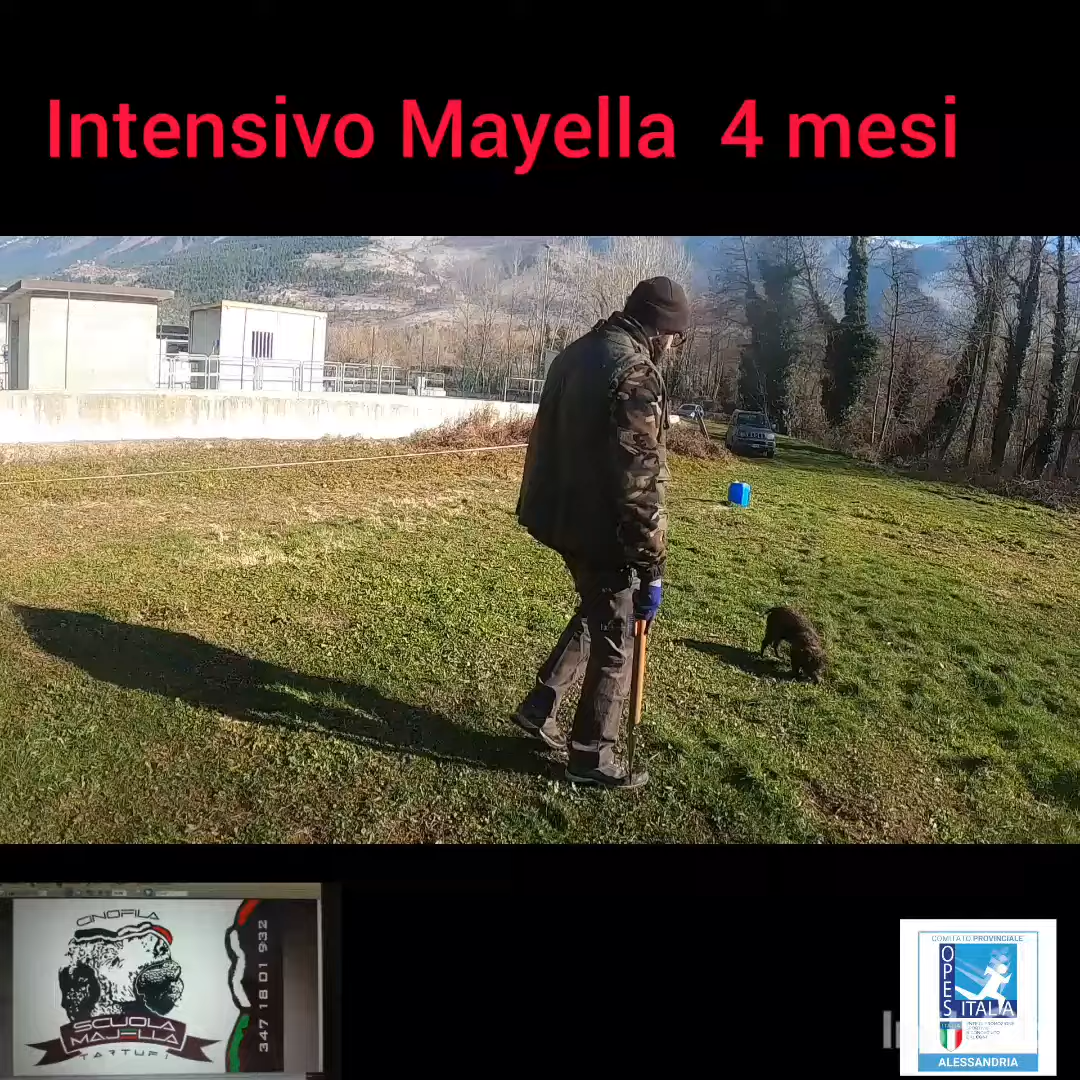 Intensivo Mayella 4 mesi
CINOFILA
SCUOLA
MAJELLA
TARTUFI
347 18 01 932
COMITATO PROVINCIALE
OPES
ITALIA
ALESSANDRIA